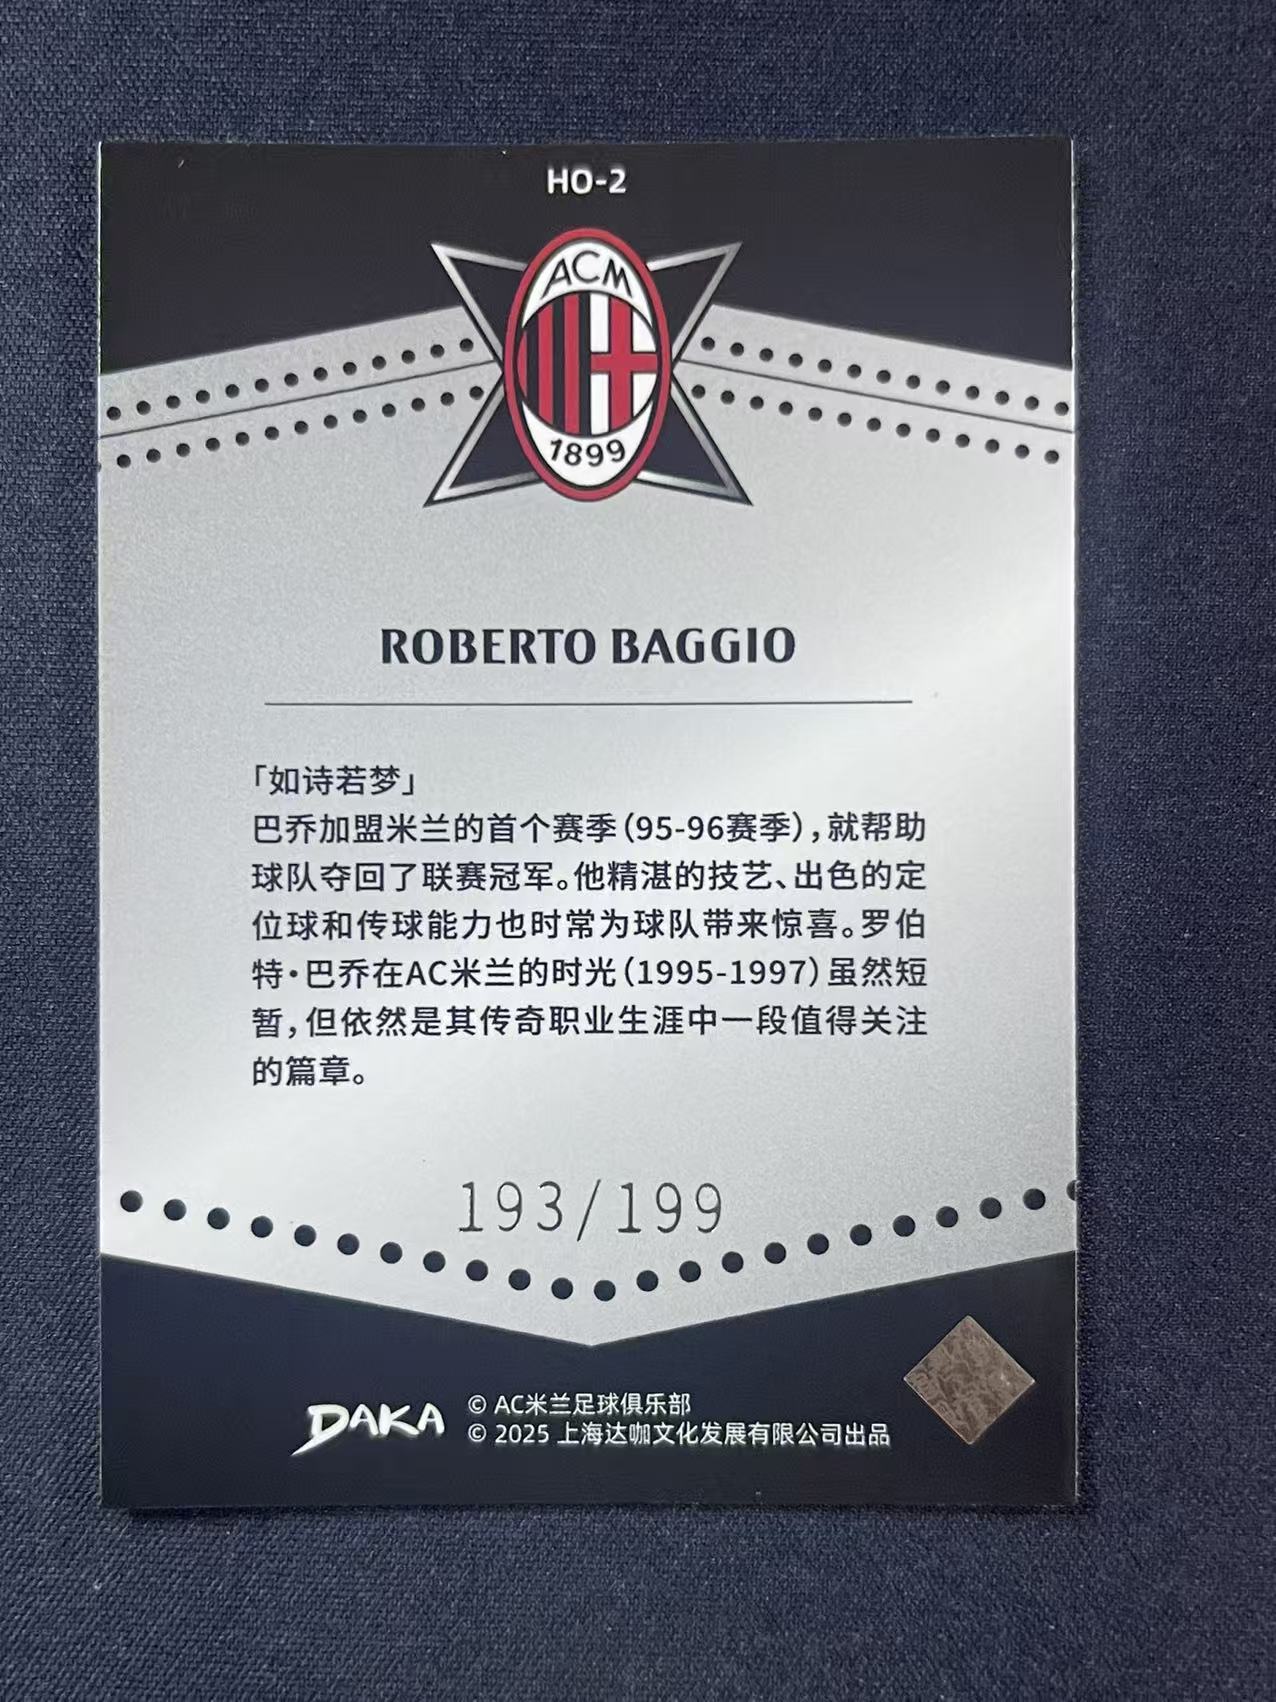 HO-2
ACM
1899
ROBERTO BAGGIO
「如诗若梦」
巴乔加盟米兰的首个赛季(95-96赛季),就帮助
球队夺回了联赛冠军。他精湛的技艺、出色的定
位球和传球能力也时常为球队带来惊喜。罗伯
特·巴乔在AC米兰的时光(1995-1997)虽然短
暂,但依然是其传奇职业生涯中一段值得关注
的篇章。
193/199
DAKA
© AC米兰足球俱乐部
© 2025 上海达咖文化发展有限公司出品